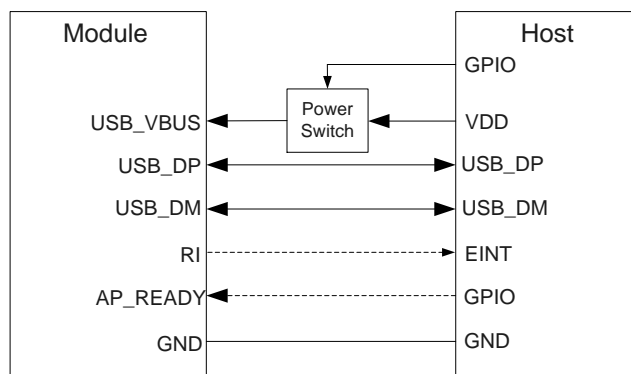 Module
Host
GPIO
Power
Switch
USB_VBUS
VDD
USB_DP
USB_DP
USB_DM
USB_DM
RI
EINT
AP_READY
GPIO
GND
GND